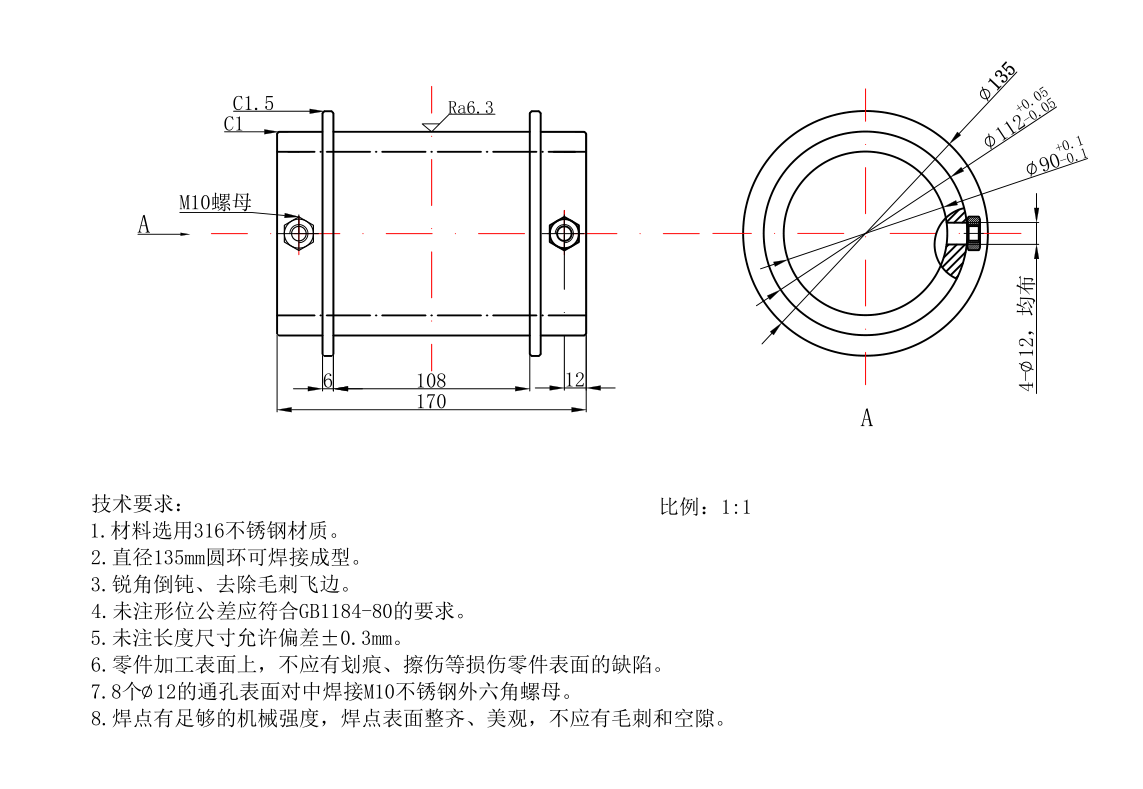 C1.5
C1
Ra6.3
M10螺母
A
6
108
12
170
⌀135
⌀112+0.05-0.05
⌀90+0.1-0.1
4-⌀12，均布
A
技术要求：
1.材料选用316不锈钢材质。
2.直径135mm圆环可焊接成型。
3.锐角倒钝、去除毛刺飞边。
4.未注形位公差应符合GB1184-80的要求。
5.未注长度尺寸允许偏差±0.3mm。
6.零件加工表面上，不应有划痕、擦伤等损伤零件表面的缺陷。
7.8个⌀12的通孔表面对中焊接M10不锈钢外六角螺母。
8.焊点有足够的机械强度，焊点表面整齐、美观，不应有毛刺和空隙。
比例：1:1